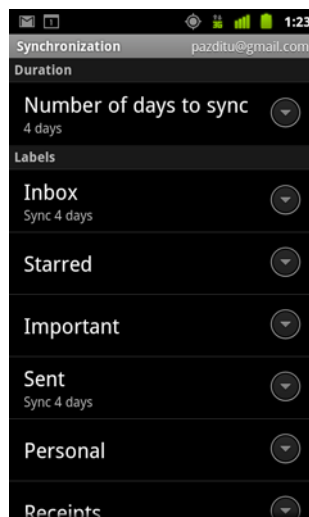 1:23
Synchronization pazditu@gmail.com
Duration
Number of days to sync
4 days
Labels
Inbox
Sync 4 days
Starred
Important
Sent
Sync 4 days
Personal
Receipts